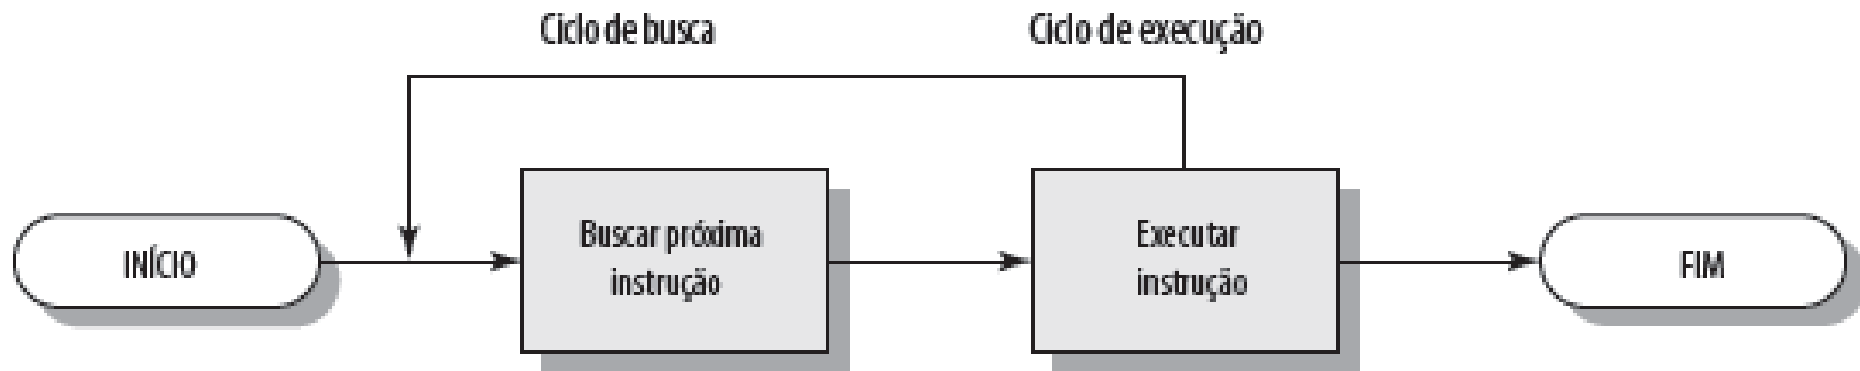 Ciclo de busca
Ciclo de execução
INÍCIO
Buscar próxima
instrução
Executar
instrução
FIM